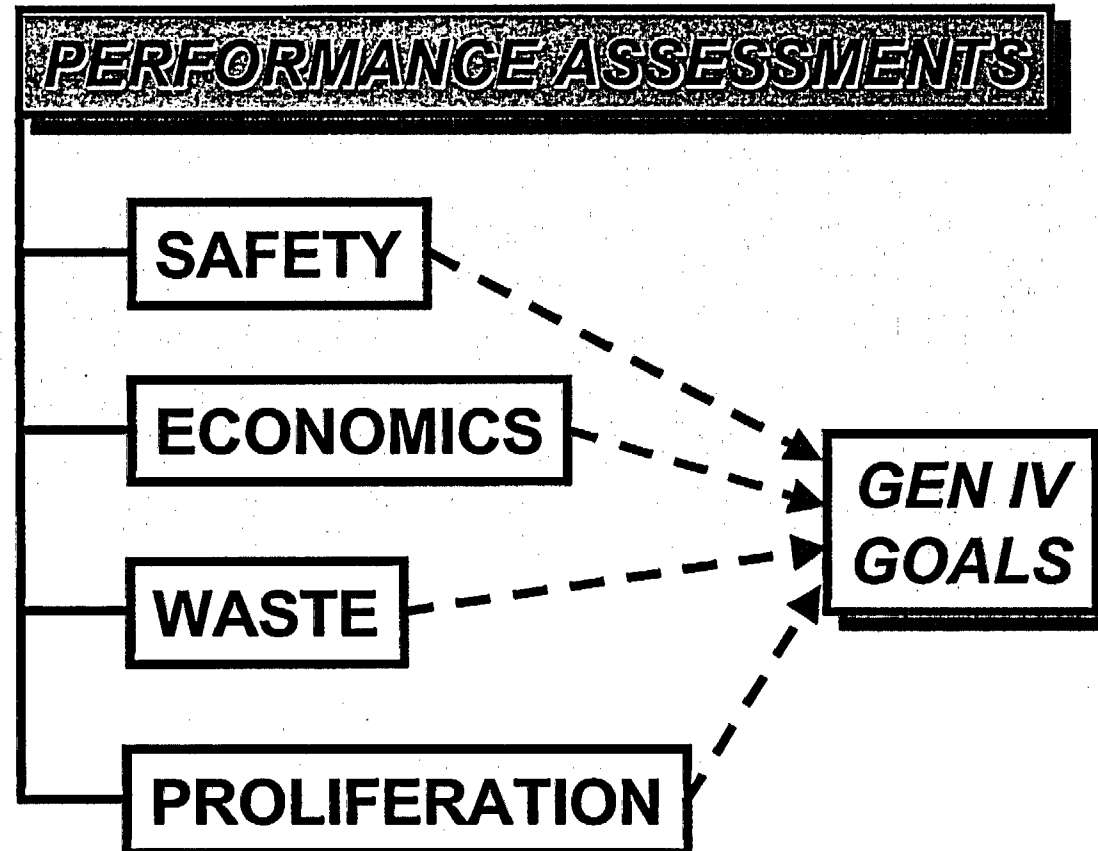 PERFORMANCE ASSESSMENTS
SAFETY
ECONOMICS
GEN IV
GOALS
WASTE
PROLIFERATION